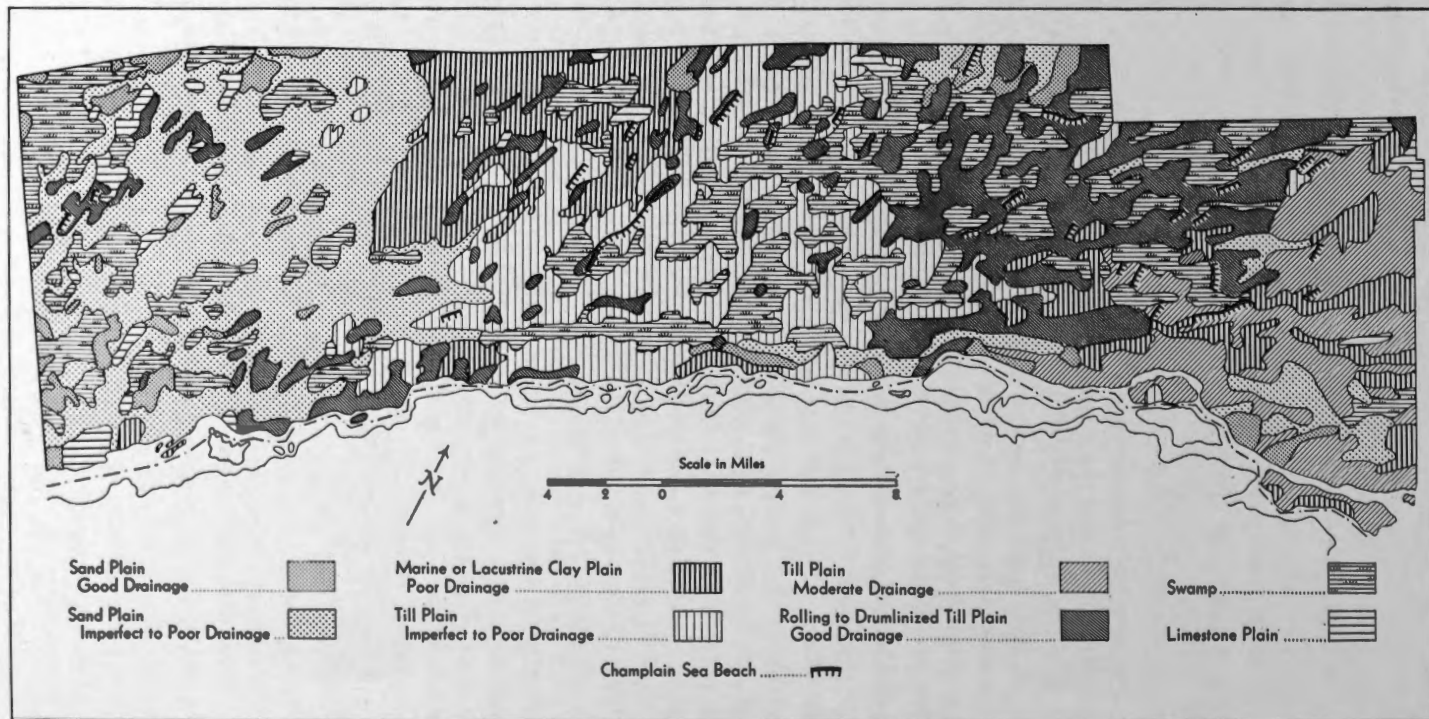 N
Scale in Miles
4 2 0 4 8
Sand Plain
Good Drainage
Sand Plain
Imperfect to Poor Drainage
Marine or Lacustrine Clay Plain
Poor Drainage
Till Plain
Imperfect to Poor Drainage
Till Plain
Moderate Drainage
Rolling to Drumlinized Till Plain
Good Drainage
Swamp
Limestone Plain
Champlain Sea Beach